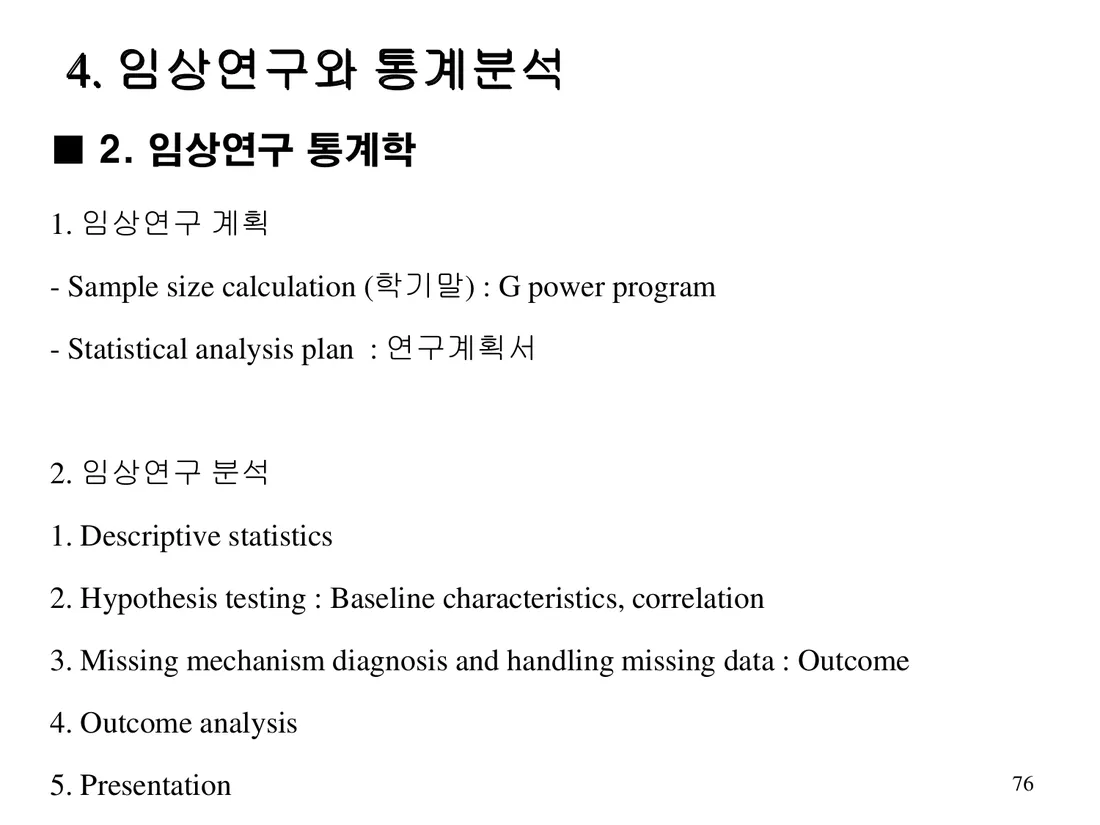 4. 임상연구와 통계분석
■ 2. 임상연구 통계학
1. 임상연구 계획
- Sample size calculation (학기말) : G power program
- Statistical analysis plan  : 연구계획서
2. 임상연구 분석
1. Descriptive statistics
2. Hypothesis testing : Baseline characteristics, correlation
3. Missing mechanism diagnosis and handling missing data : Outcome
4. Outcome analysis
5. Presentation
76